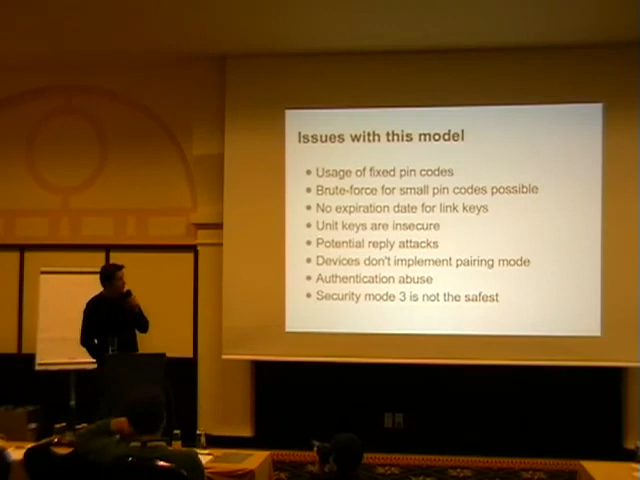 Issues with this model
Usage of fixed pin codes
Brute-force for small pin codes possible
No expiration date for link keys
Unit keys are insecure
Potential reply attacks
Devices don't implement pairing mode
Authentication abuse
Security mode 3 is not the safest